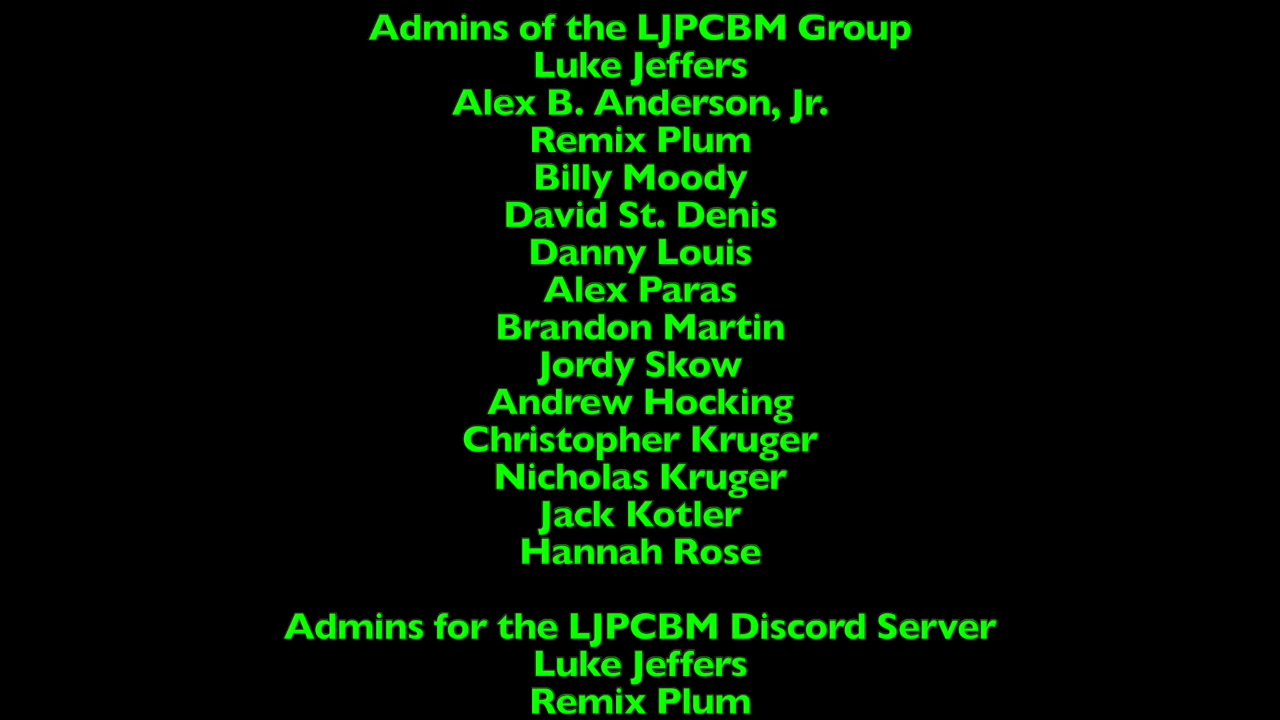 Admins of the LJPCBM Group
Luke Jeffers
Alex B. Anderson, Jr.
Remix Plum
Billy Moody
David St. Denis
Danny Louis
Alex Paras
Brandon Martin
Jordy Skow
Andrew Hocking
Christopher Kruger
Nicholas Kruger
Jack Kotler
Hannah Rose
Admins for the LJPCBM Discord Server
Luke Jeffers
Remix Plum